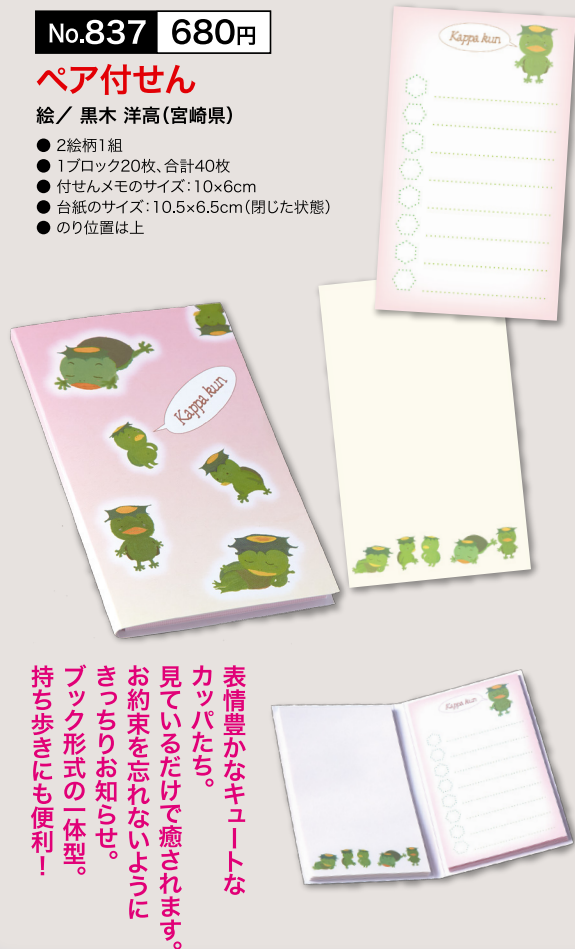 No.837 680円
ペア付せん
絵／ 黒木 洋高(宮崎県)
● 2絵柄1組
● 1ブロック20枚、合計40枚
● 付せんメモのサイズ：10×6cm
● 台紙のサイズ：10.5×6.5cm(閉じた状態)
● のり位置は上
Kappa kun
Kappa kun
表情豊かなキュートな
カッパたち。
見ているだけで癒されます。
お約束を忘れないように
きっちりお知らせ。
ブック形式の一体型。
持ち歩きにも便利！
Kappa kun